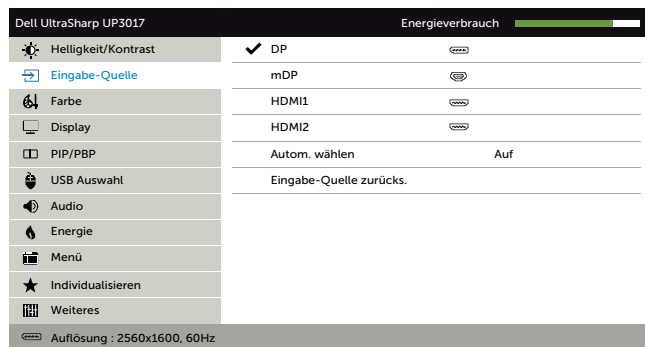 Dell UltraSharp UP3017 Energieverbrauch
Helligkeit/Kontrast DP
Eingabe-Quelle mDP
Farbe HDMI1
Display HDMI2
PIP/PBP Autom. wählen Auf
USB Auswahl Eingabe-Quelle zurücks.
Audio
Energie
Menü
Individualisieren
Weiteres
Auflösung : 2560x1600, 60Hz